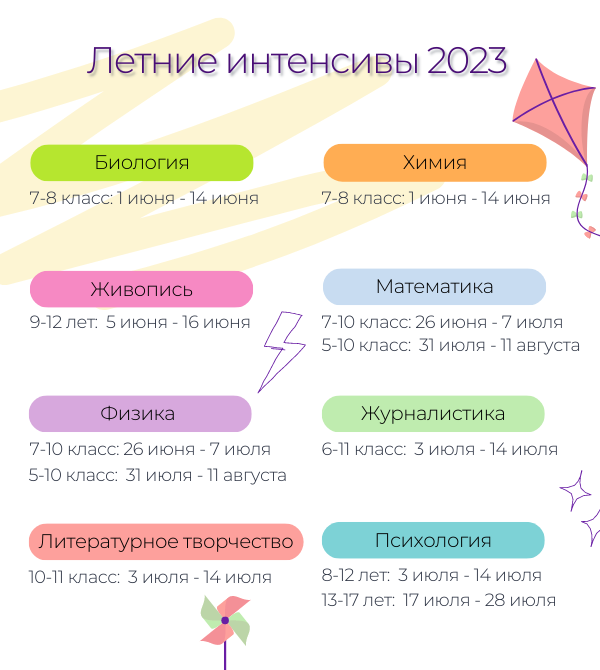 Летние интенсивы 2023
Биология
7-8 класс: 1 июня - 14 июня
Химия
7-8 класс: 1 июня - 14 июня
Живопись
9-12 лет: 5 июня - 16 июня
Математика
7-10 класс: 26 июня - 7 июля
5-10 класс: 31 июля - 11 августа
Физика
7-10 класс: 26 июня - 7 июля
5-10 класс: 31 июля - 11 августа
Журналистика
6-11 класс: 3 июля - 14 июля
Литературное творчество
10-11 класс: 3 июля - 14 июля
Психология
8-12 лет: 3 июля - 14 июля
13-17 лет: 17 июля - 28 июля